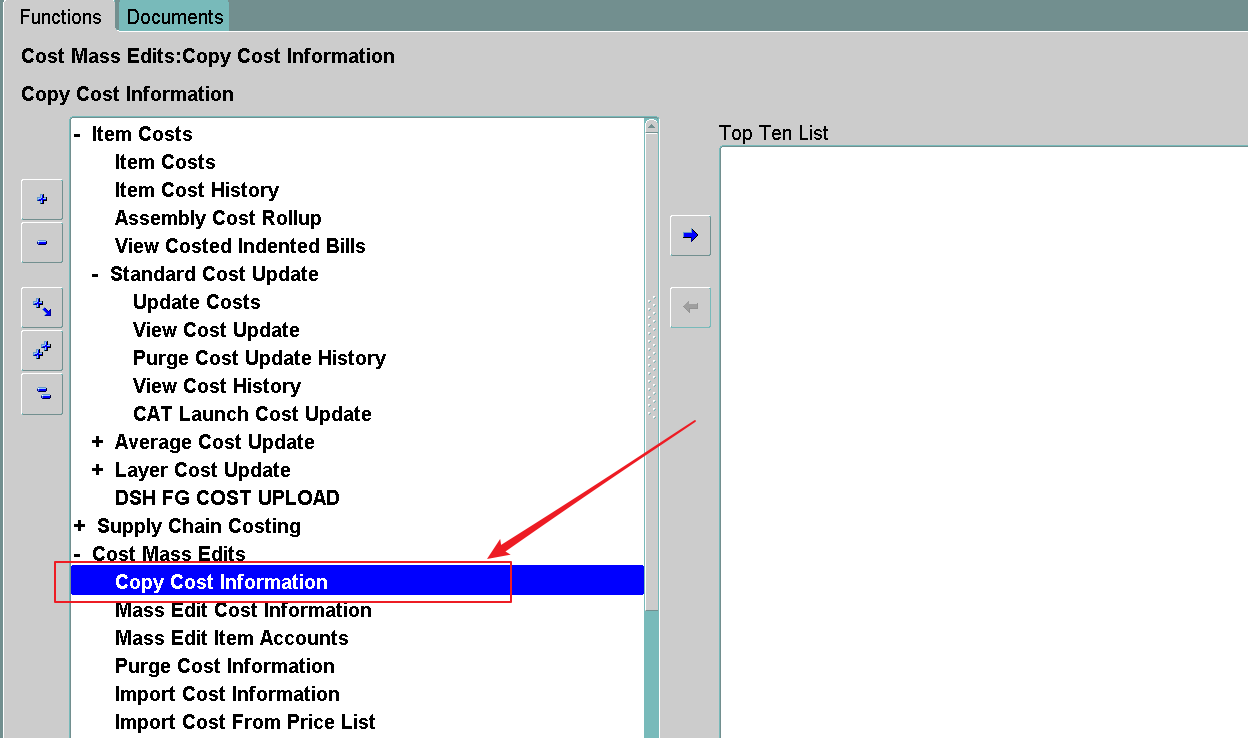 Functions Documents
Cost Mass Edits:Copy Cost Information
Copy Cost Information
Top Ten List
- Item Costs
Item Costs
Item Cost History
Assembly Cost Rollup
View Costed Indented Bills
- Standard Cost Update
Update Costs
View Cost Update
Purge Cost Update History
View Cost History
CAT Launch Cost Update
+ Average Cost Update
+ Layer Cost Update
DSH FG COST UPLOAD
+ Supply Chain Costing
- Cost Mass Edits
Copy Cost Information
Mass Edit Cost Information
Mass Edit Item Accounts
Purge Cost Information
Import Cost Information
Import Cost From Price List